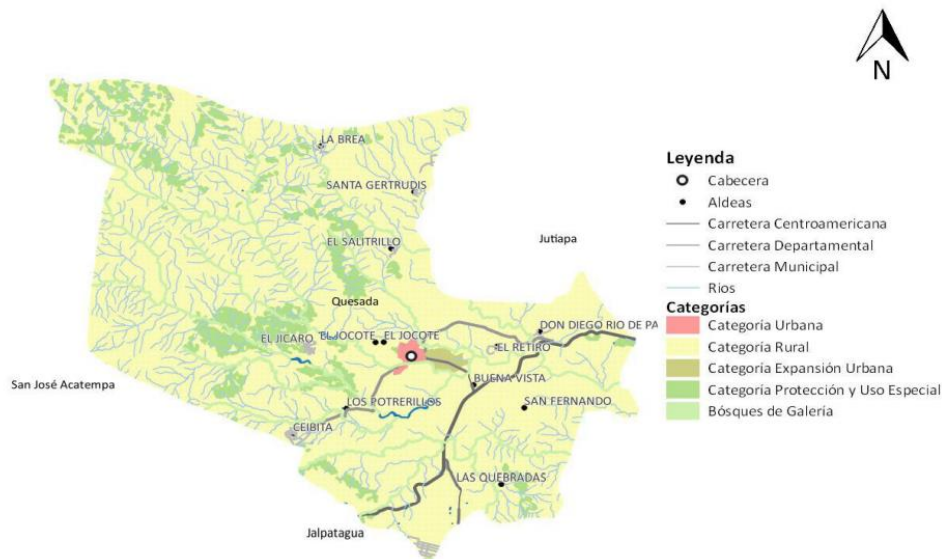 N
LA BREA
SANTA GERTRUDIS
EL SALITRILLO
Jutiapa
Quesada
DON DIEGO RIO DE PA
EL JICARO
EL JOCOTE
EL JOCOTE
EL RETIRO
San José Acatempa
BUENA VISTA
LOS POTRERILLOS
SAN FERNANDO
CEIBITA
LAS QUEBRADAS
Jalpatagua
Leyenda
Cabecera
Aldeas
Carretera Centroamericana
Carretera Departamental
Carretera Municipal
Rios
Categorías
Categoría Urbana
Categoría Rural
Categoría Expansión Urbana
Categoría Protección y Uso Especial
Bósques de Galería